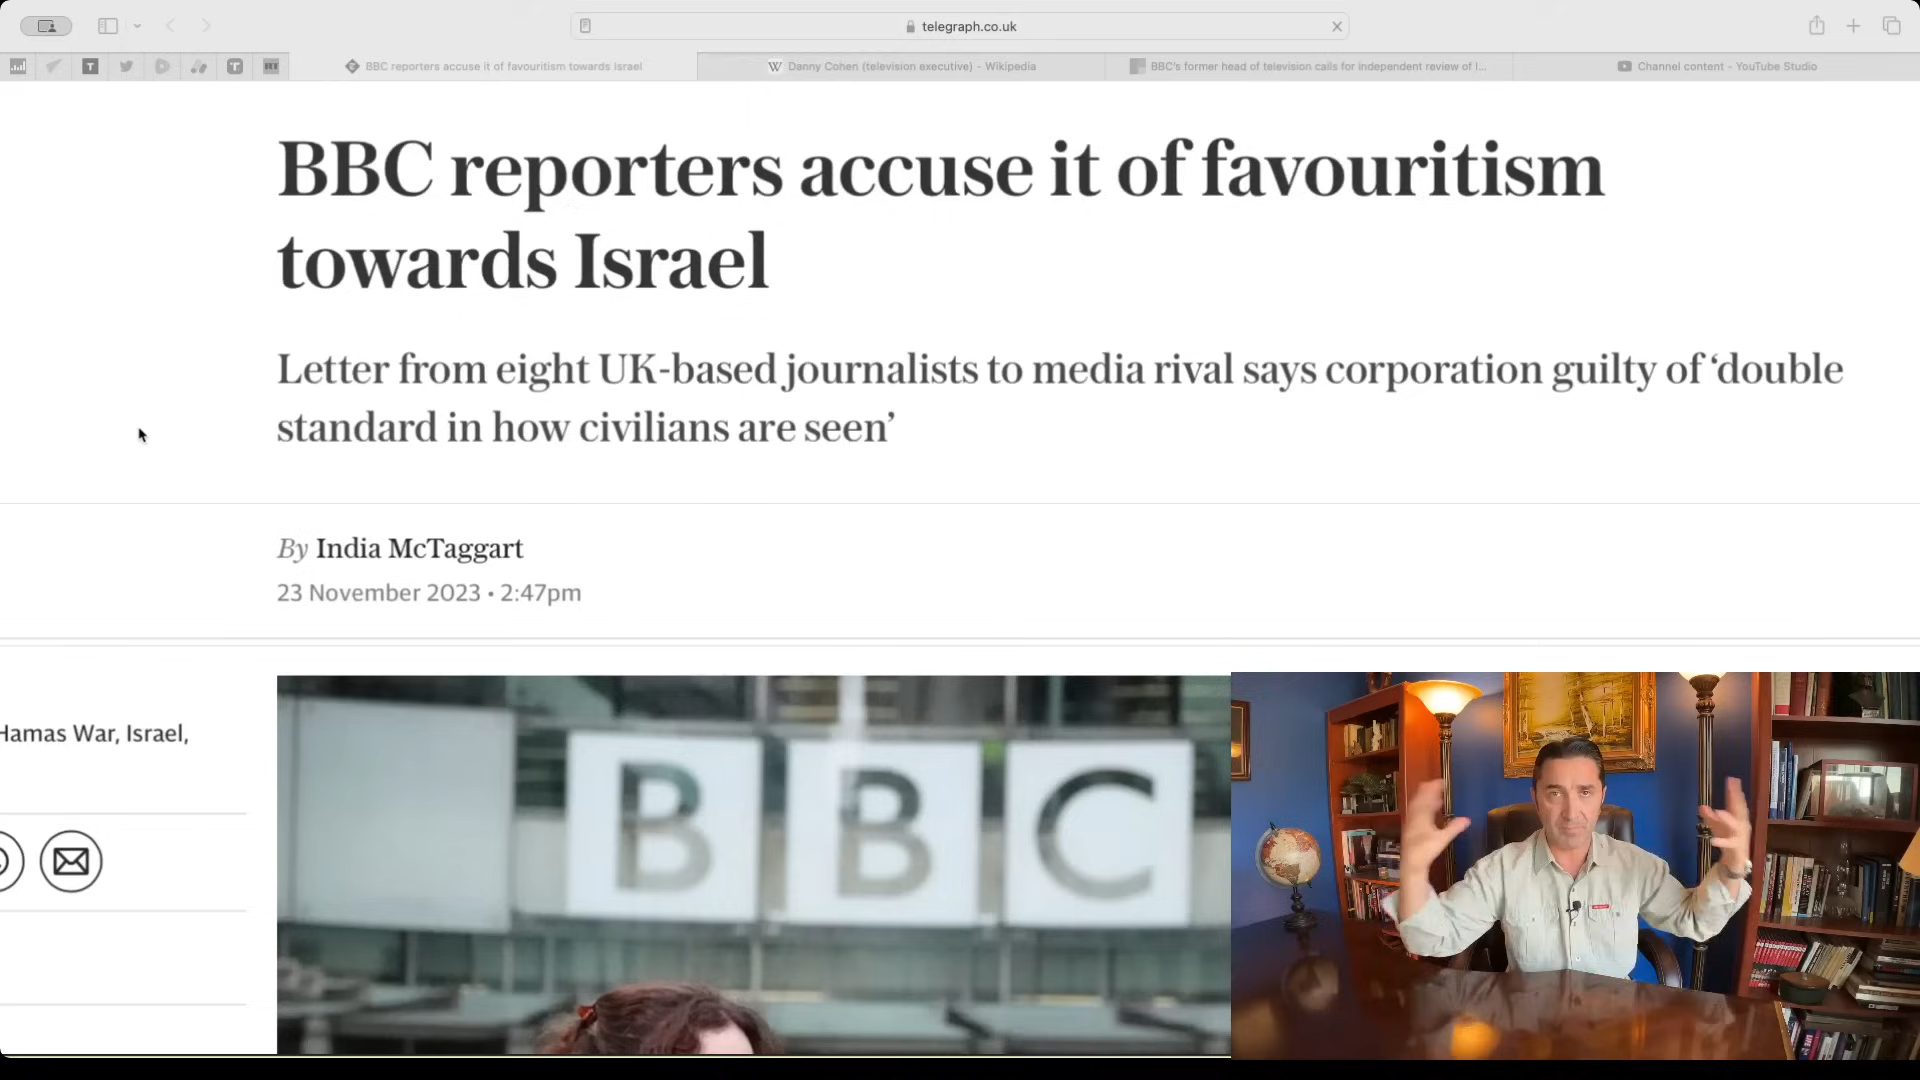 telegraph.co.uk
BBC reporters accuse it of favouritism towards Israel
Danny Cohen (television executive) - Wikipedia
BBC's former head of television calls for independent review of I...
Channel content - YouTube Studio
BBC reporters accuse it of favouritism
towards Israel
Letter from eight UK-based journalists to media rival says corporation guilty of ‘double
standard in how civilians are seen’
By India McTaggart
23 November 2023 • 2:47pm
Hamas War, Israel,
BBC